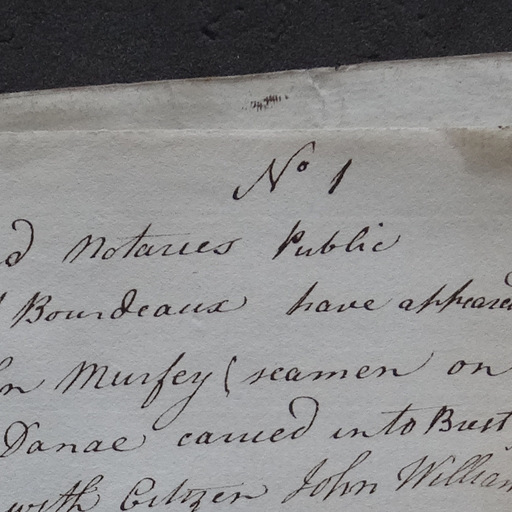 No 1
d Notaries Public
Bourdeaux have appeared
hn Murfey (seamen on
Danae carried into Brest
with Citizen John William